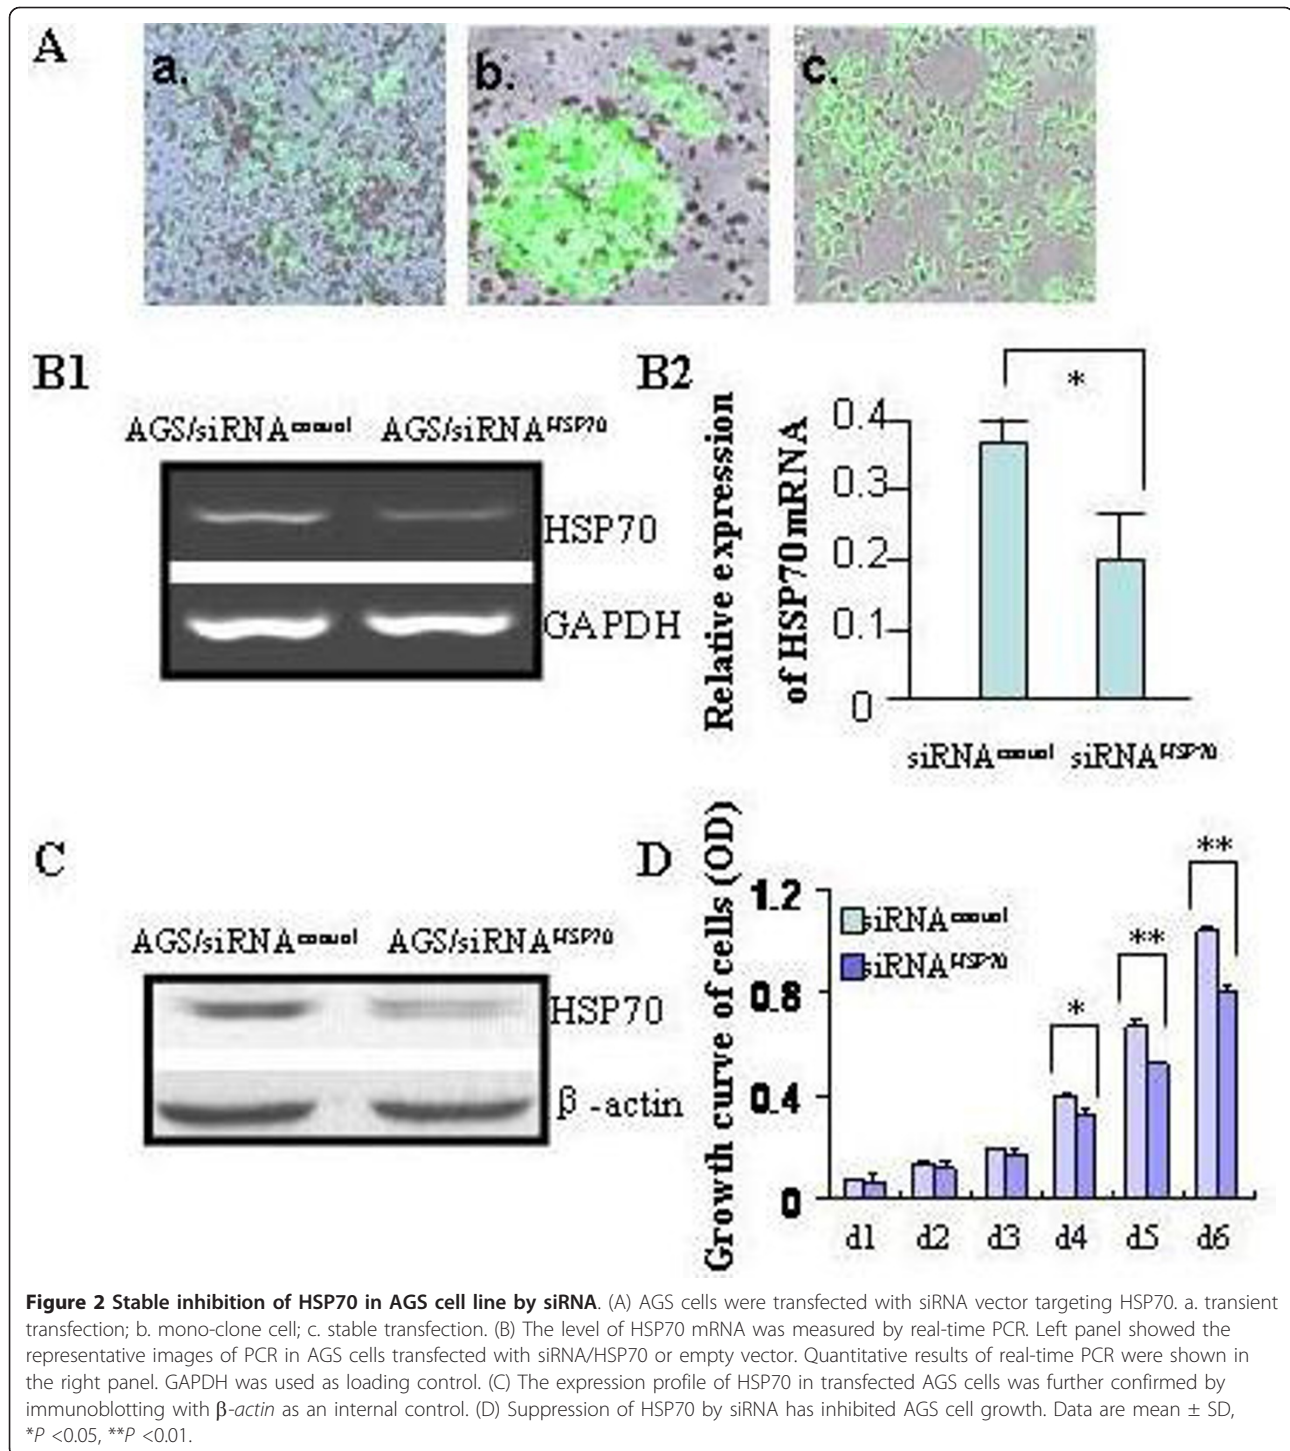 A
a.
b.
c.
B1
AGS/siRNA AGS/siRNA HSP70
HSP70
GAPDH
B2
Relative expression
of HSP70 mRNA
0.4
0.3
0.2
0.1
0
*
siRNA siRNA HSP70
C
AGS/siRNA AGS/siRNA HSP70
HSP70
β -actin
D
Growth curve of cells (OD)
1.2
0.8
0.4
0
siRNA
siRNA HSP70
*
**
**
d1 d2 d3 d4 d5 d6
Figure 2 Stable inhibition of HSP70 in AGS cell line by siRNA. (A) AGS cells were transfected with siRNA vector targeting HSP70. a. transient
transfection; b. mono-clone cell; c. stable transfection. (B) The level of HSP70 mRNA was measured by real-time PCR. Left panel showed the
representative images of PCR in AGS cells transfected with siRNA/HSP70 or empty vector. Quantitative results of real-time PCR were shown in
the right panel. GAPDH was used as loading control. (C) The expression profile of HSP70 in transfected AGS cells was further confirmed by
immunoblotting with β-actin as an internal control. (D) Suppression of HSP70 by siRNA has inhibited AGS cell growth. Data are mean ± SD,
*P <0.05, **P <0.01.